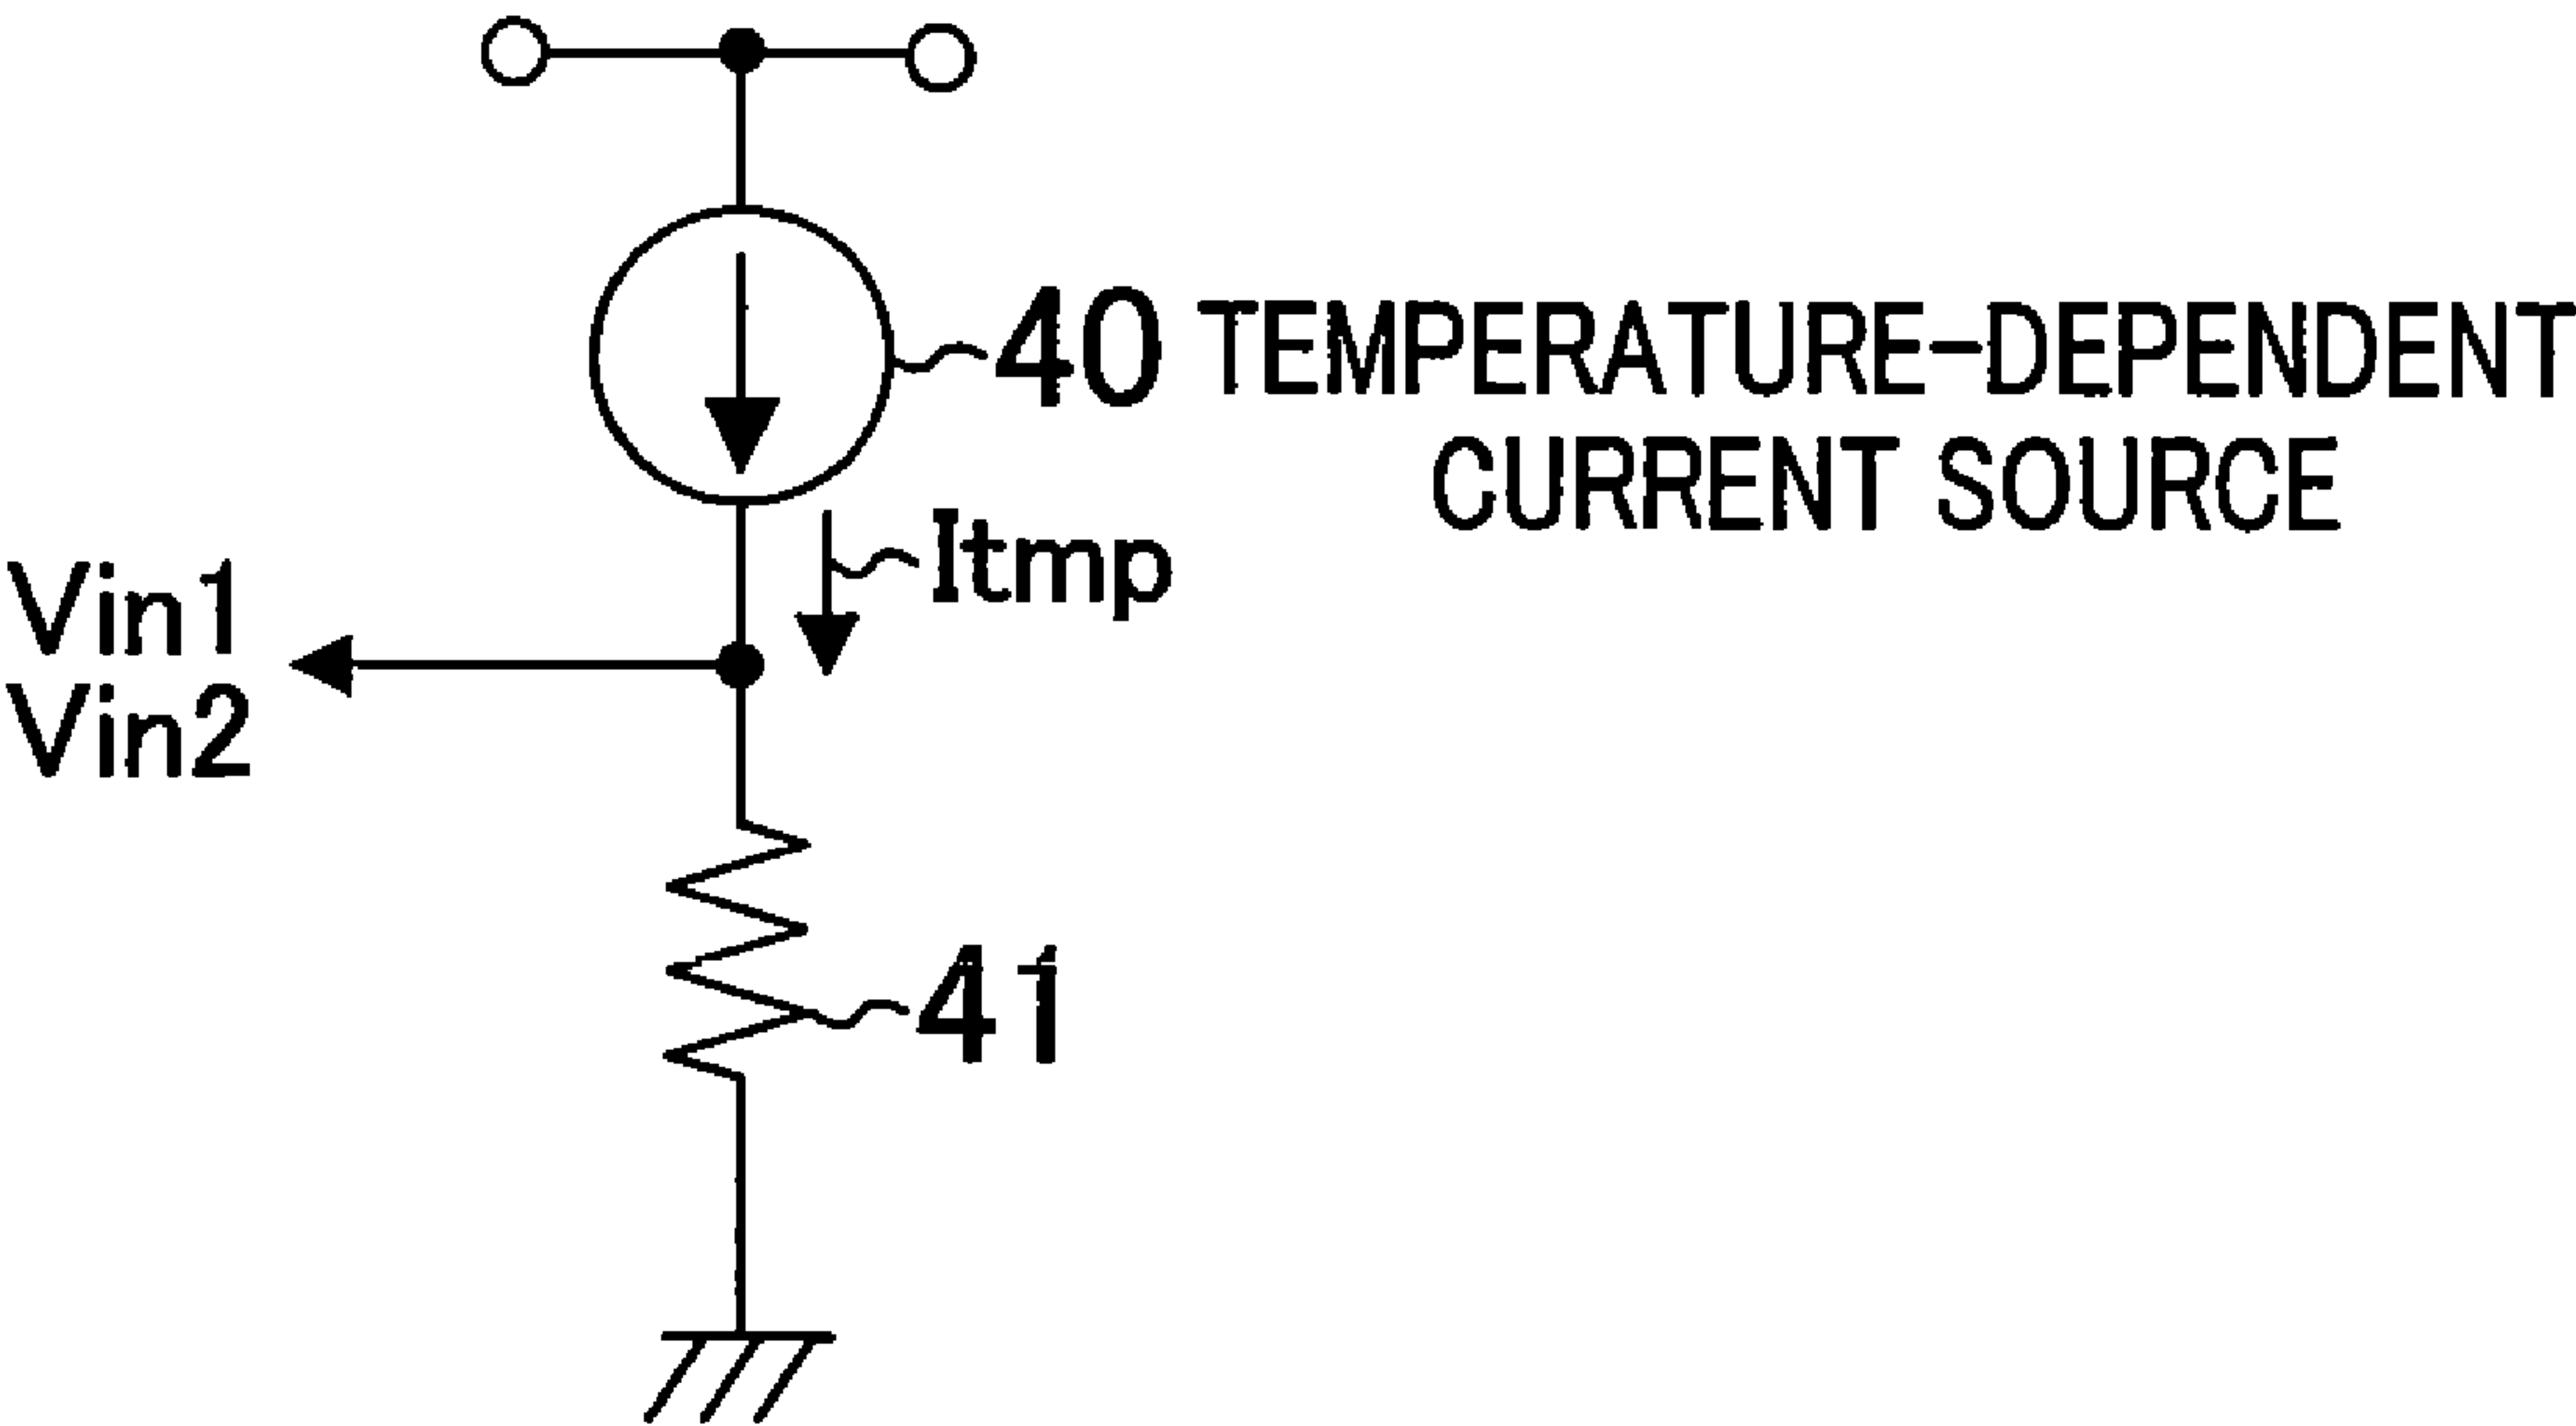 40 TEMPERATURE-DEPENDENT
CURRENT SOURCE
Itmp
Vin1
Vin2
41